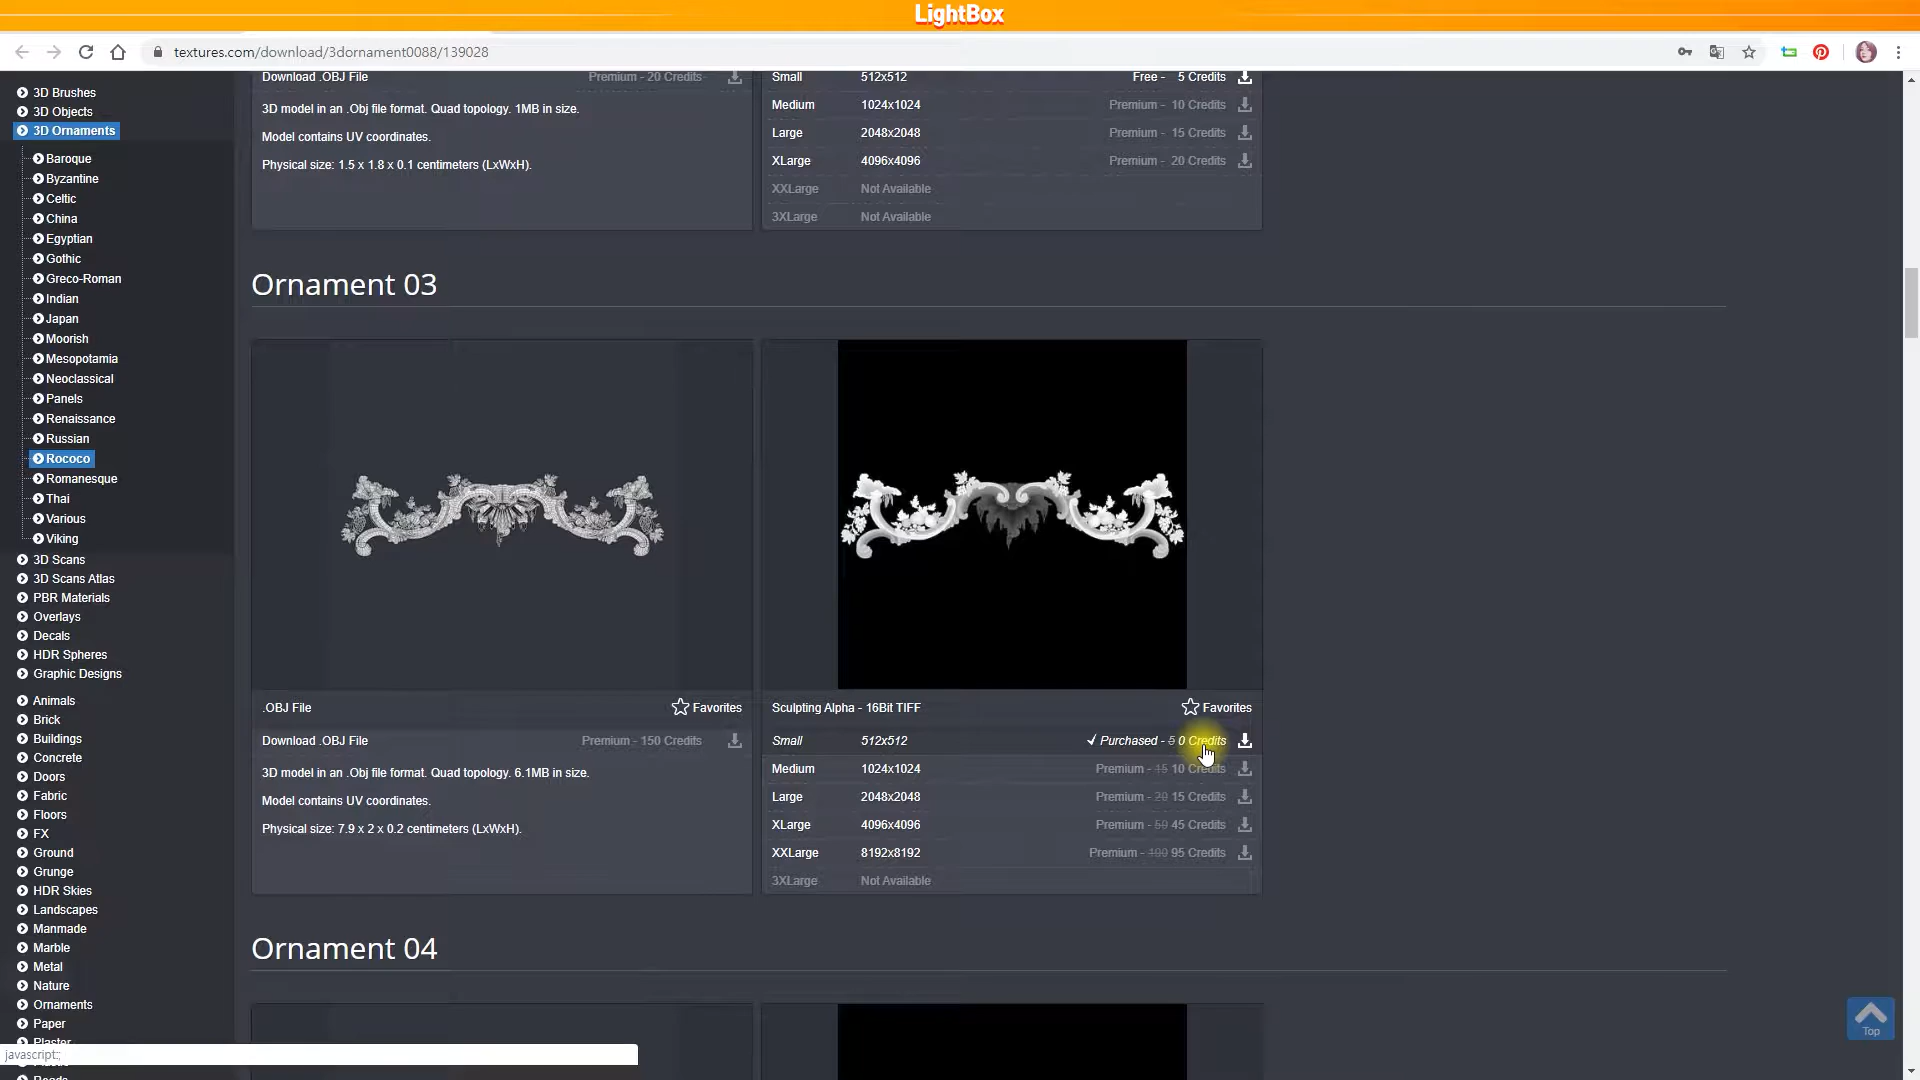 LightBox
textures.com/download/3dornament0088/139028
3D Brushes
3D Objects
3D Ornaments
Baroque
Byzantine
Celtic
China
Egyptian
Gothic
Greco-Roman
Indian
Japan
Moorish
Mesopotamia
Neoclassical
Panels
Renaissance
Russian
Rococo
Romanesque
Thai
Various
Viking
3D Scans
3D Scans Atlas
PBR Materials
Overlays
Decals
HDR Spheres
Graphic Designs
Animals
Brick
Buildings
Concrete
Doors
Fabric
Floors
FX
Ground
Grunge
HDR Skies
Landscapes
Manmade
Marble
Metal
Nature
Ornaments
Paper
Plaster
javascript:;
Download .OBJ File Premium - 20 Credits
3D model in an .Obj file format. Quad topology. 1MB in size.
Model contains UV coordinates.
Physical size: 1.5 x 1.8 x 0.1 centimeters (LxWxH).
Small 512x512 Free - 5 Credits
Medium 1024x1024 Premium - 10 Credits
Large 2048x2048 Premium - 15 Credits
XLarge 4096x4096 Premium - 20 Credits
XXLarge Not Available
3XLarge Not Available
Ornament 03
.OBJ File Favorites
Download .OBJ File Premium - 150 Credits
3D model in an .Obj file format. Quad topology. 6.1MB in size.
Model contains UV coordinates.
Physical size: 7.9 x 2 x 0.2 centimeters (LxWxH).
Sculpting Alpha - 16Bit TIFF Favorites
Small 512x512 ✓ Purchased - 5 0 Credits
Medium 1024x1024 Premium - 15 10 Credits
Large 2048x2048 Premium - 20 15 Credits
XLarge 4096x4096 Premium - 50 45 Credits
XXLarge 8192x8192 Premium - 100 95 Credits
3XLarge Not Available
Ornament 04
Top